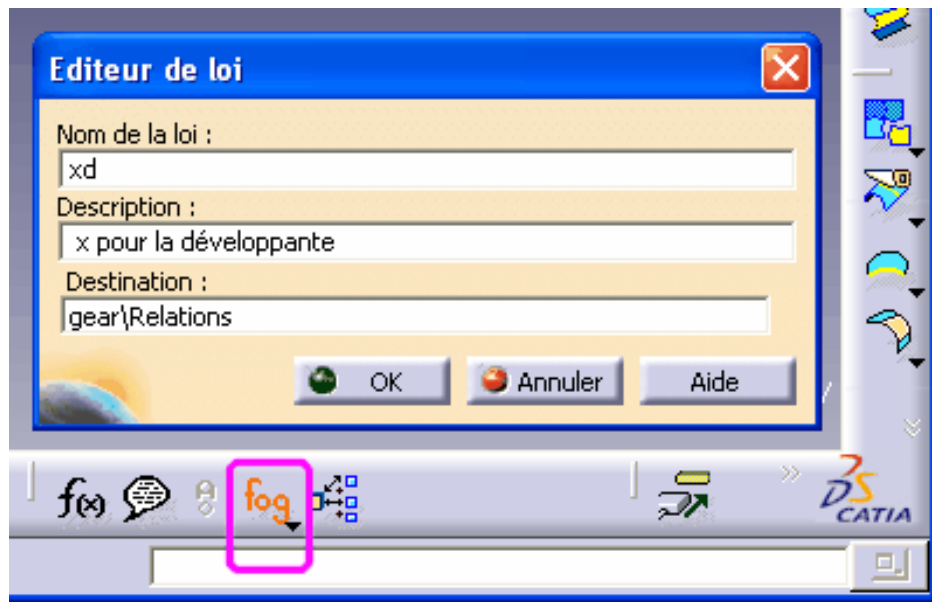 Editeur de loi
Nom de la loi :
xd
Description :
x pour la développante
Destination :
gear\Relations
OK Annuler Aide
f(x) fog
DS
CATIA